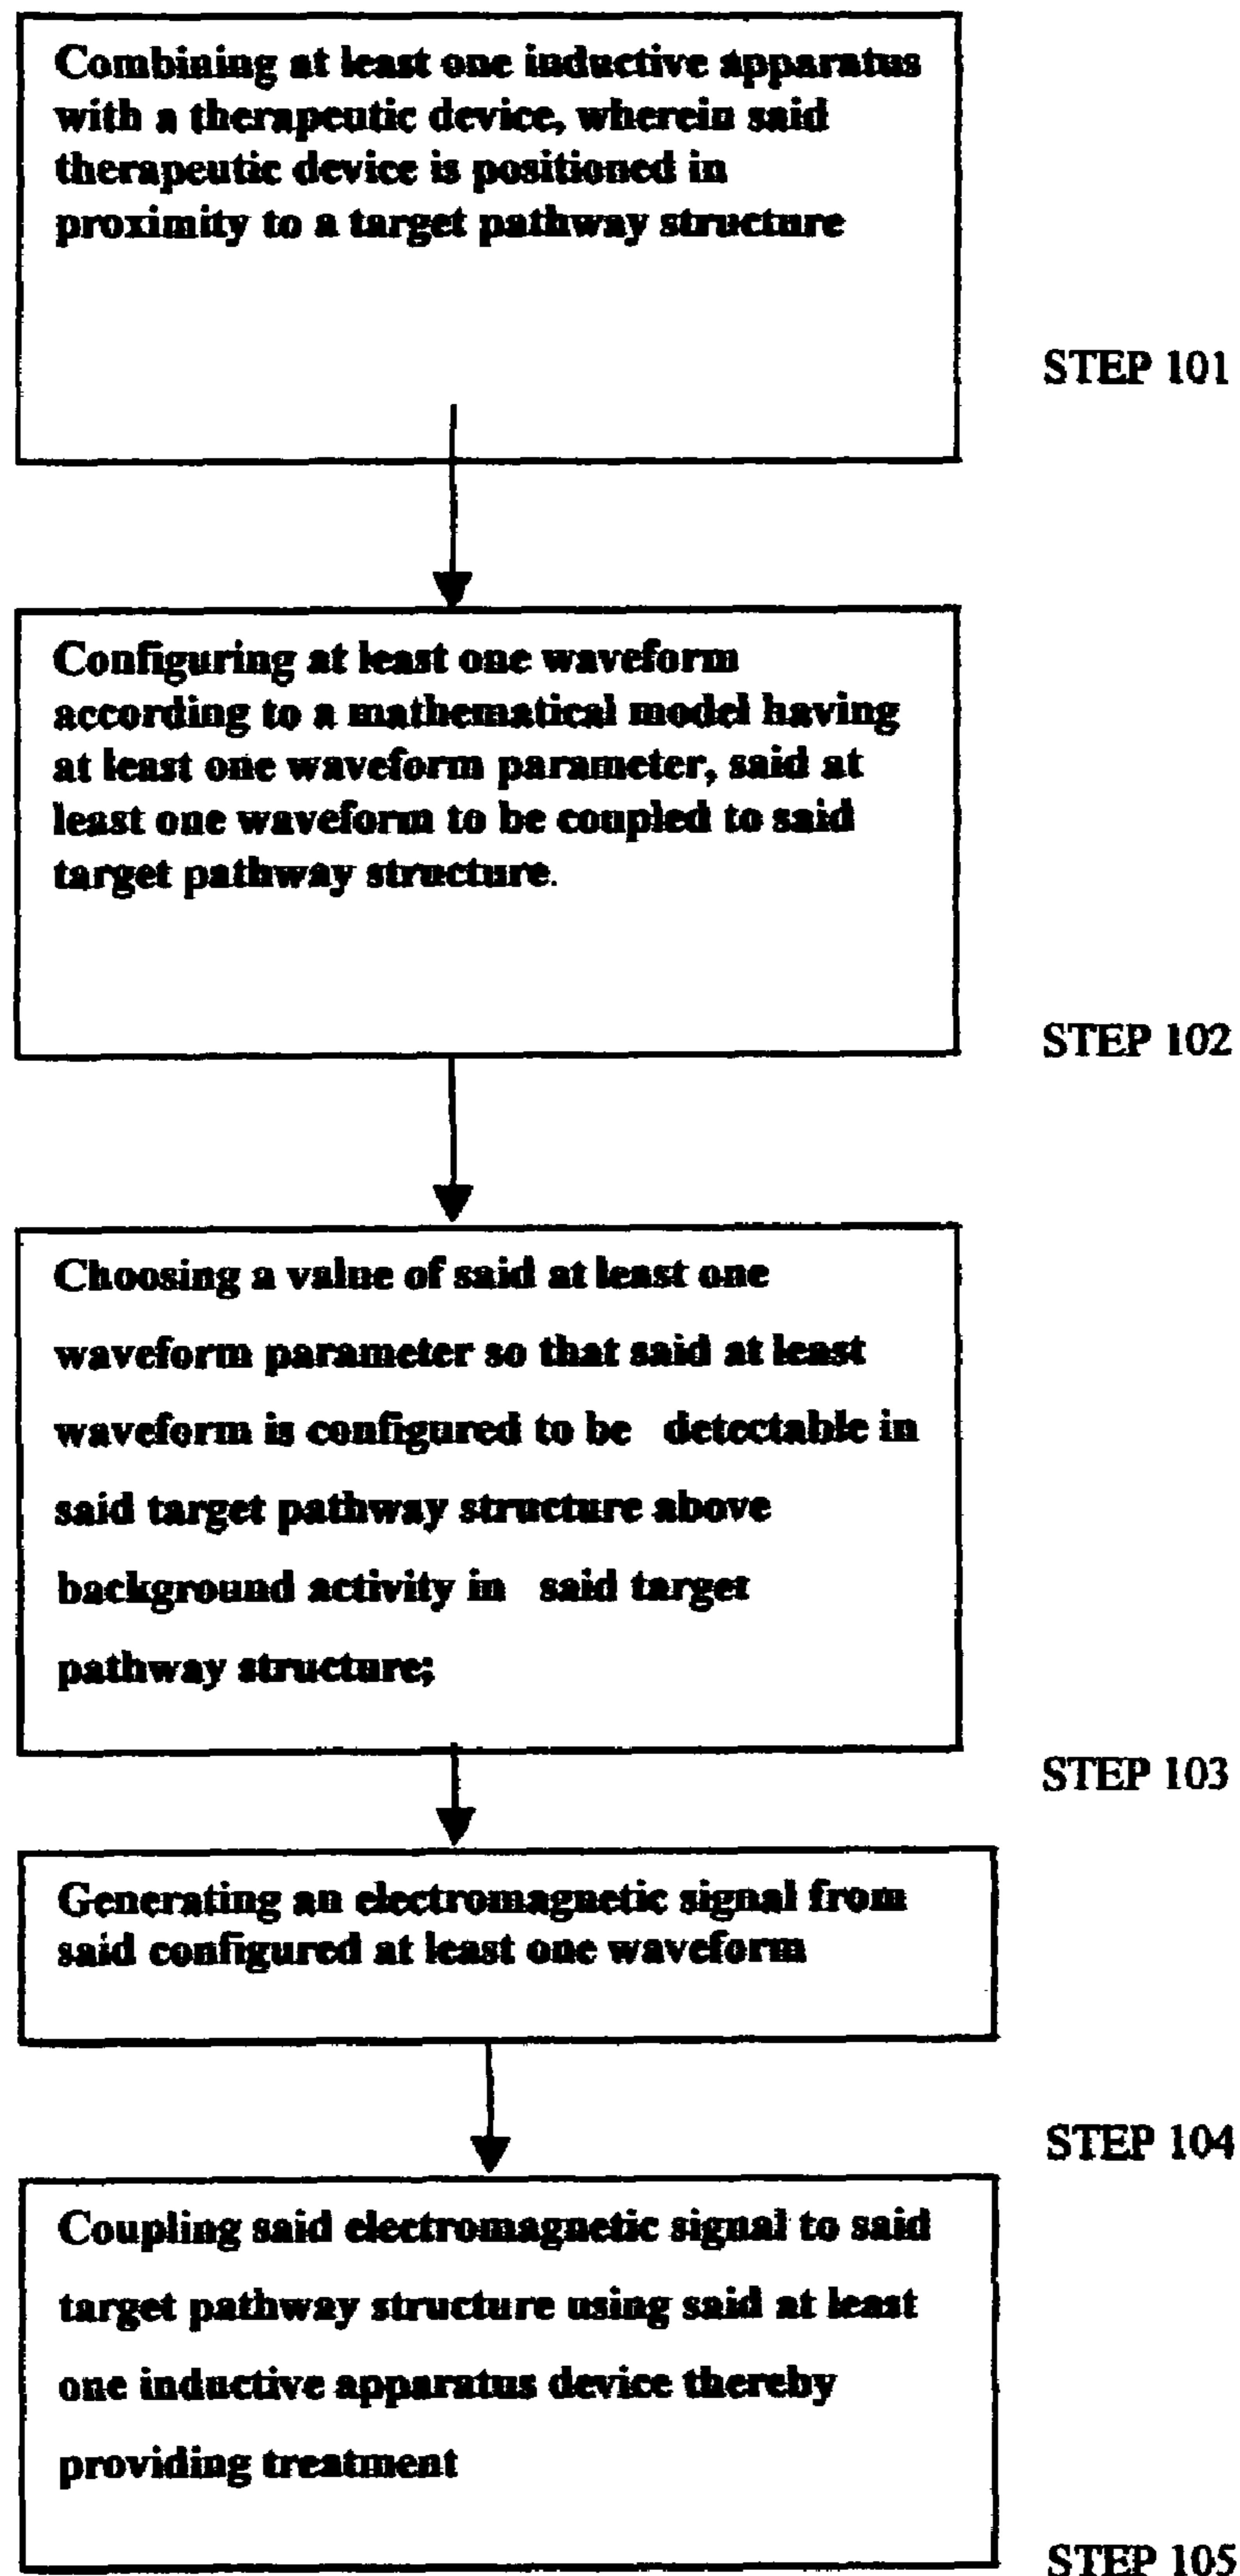 Combining at least one inductive apparatus
with a therapeutic device, wherein said
therapeutic device is positioned in
proximity to a target pathway structure
STEP 101
Configuring at least one waveform
according to a mathematical model having
at least one waveform parameter, said at
least one waveform to be coupled to said
target pathway structure.
STEP 102
Choosing a value of said at least one
waveform parameter so that said at least
waveform is configured to be detectable in
said target pathway structure above
background activity in said target
pathway structure;
STEP 103
Generating an electromagnetic signal from
said configured at least one waveform
STEP 104
Coupling said electromagnetic signal to said
target pathway structure using said at least
one inductive apparatus device thereby
providing treatment
STEP 105